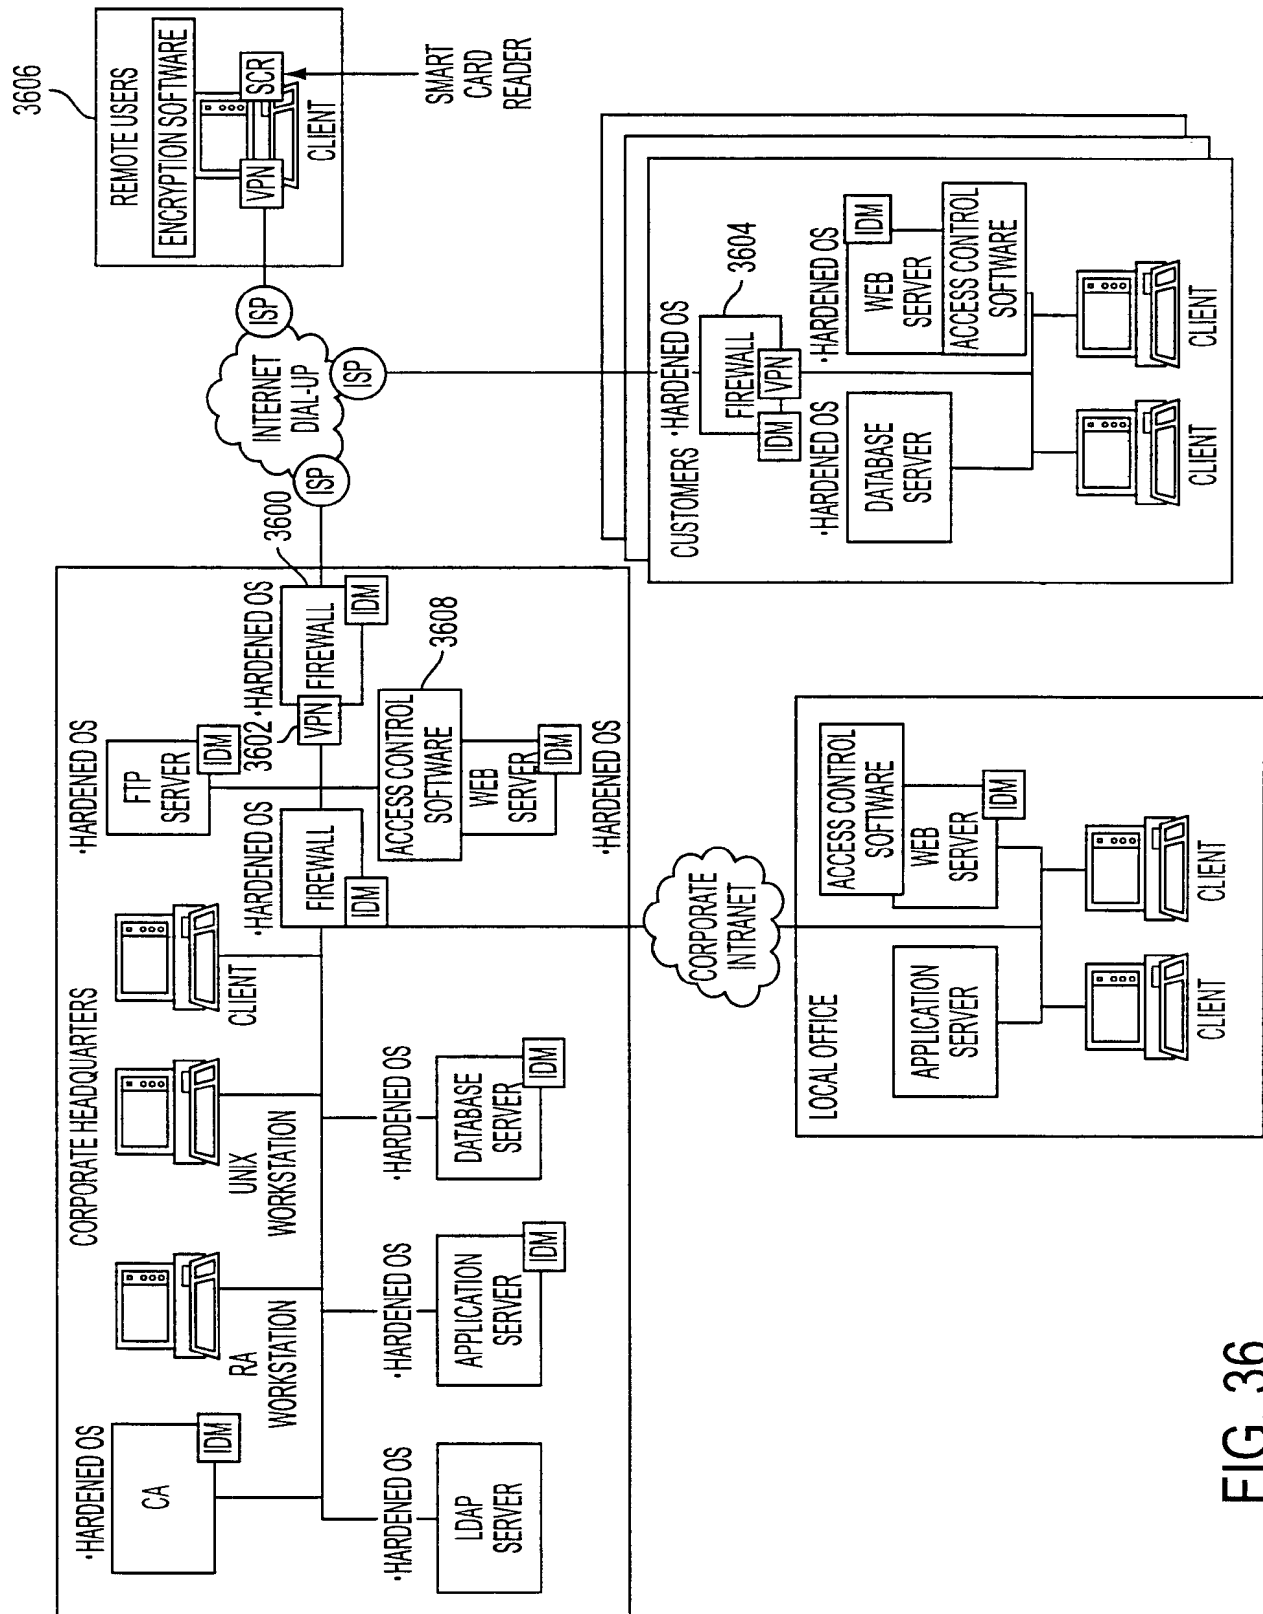 CORPORATE HEADQUARTERS
•HARDENED OS
CA
IDM
RA
WORKSTATION
UNIX
WORKSTATION
CLIENT
•HARDENED OS
FTP
SERVER
IDM
•HARDENED OS
LDAP
SERVER
•HARDENED OS
APPLICATION
SERVER
IDM
•HARDENED OS
DATABASE
SERVER
IDM
•HARDENED OS
FIREWALL
IDM
3602
VPN
•HARDENED OS
FIREWALL
IDM
3600
ACCESS CONTROL
SOFTWARE
3608
WEB
SERVER
IDM
•HARDENED OS
ISP
INTERNET
DIAL-UP
ISP
ISP
3606
REMOTE USERS
ENCRYPTION SOFTWARE
VPN
SCR
CLIENT
SMART
CARD
READER
CORPORATE
INTRANET
LOCAL OFFICE
APPLICATION
SERVER
ACCESS CONTROL
SOFTWARE
WEB
SERVER
IDM
CLIENT
CLIENT
CUSTOMERS
•HARDENED OS
FIREWALL
3604
IDM
VPN
•HARDENED OS
DATABASE
SERVER
•HARDENED OS
WEB
SERVER
IDM
ACCESS CONTROL
SOFTWARE
CLIENT
CLIENT
FIG. 36